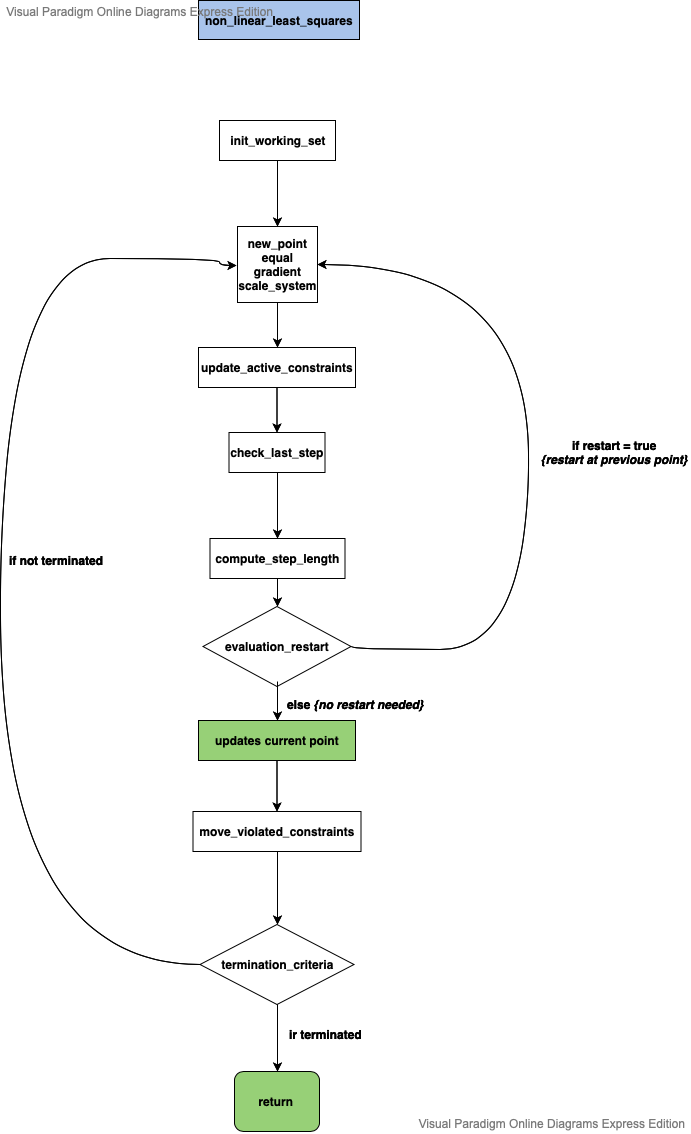 Visual Paradigm Online Diagrams Express Edition
non_linear_least_squares
init_working_set
new_point
equal
gradient
scale_system
update_active_constraints
if restart = true
check_last_step
{restart at previous point}
compute_step_length
if not terminated
evaluation_restart
else {no restart needed}
updates current point
move_violated_constraints
termination_criteria
ir terminated
return
Visual Paradigm Online Diagrams Express Edition